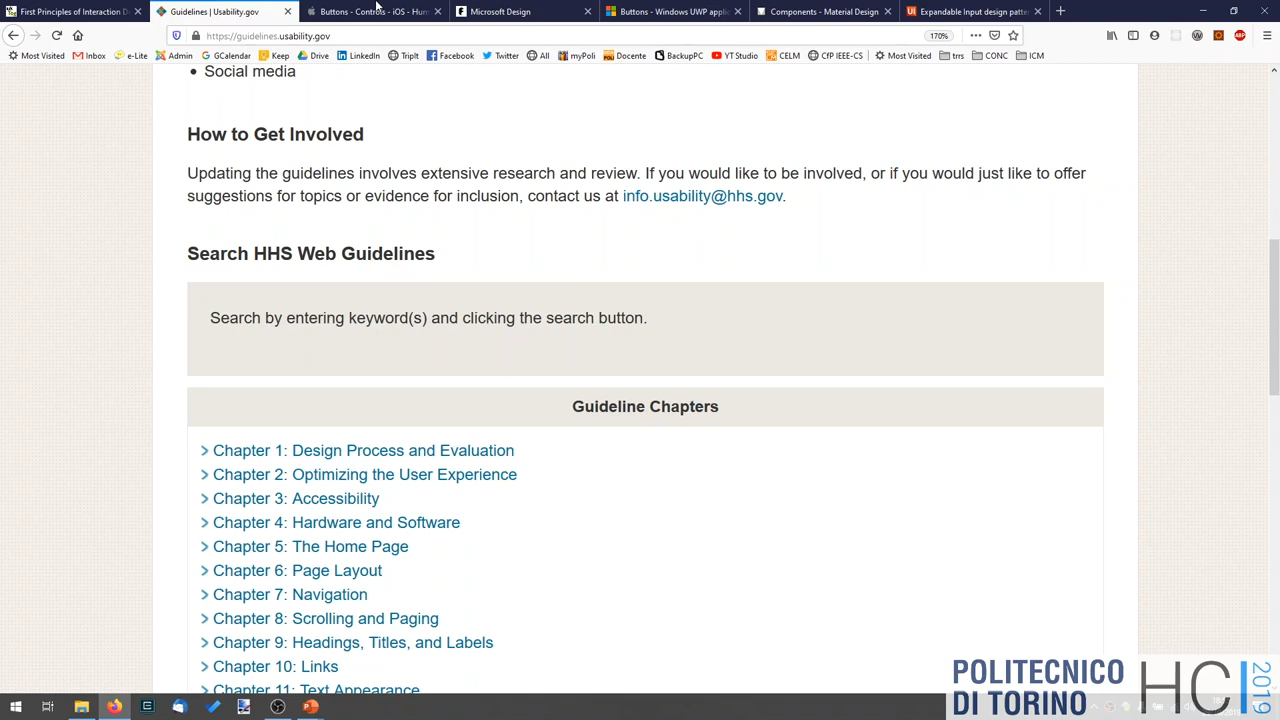 First Principles of Interaction D
Guidelines | Usability.gov
Buttons - Controls - iOS - Hum
Microsoft Design
Buttons - Windows UWP applic
Components - Material Design
Expandable Input design patte
https://guidelines.usability.gov
170%
Most Visited
Inbox
e-Lite
Admin
GCalendar
Keep
Drive
LinkedIn
TripIt
Facebook
Twitter
All
myPoli
Docente
BackupPC
YT Studio
CELM
CfP IEEE-CS
Most Visited
trrs
CONC
ICM
• Social media
How to Get Involved
Updating the guidelines involves extensive research and review. If you would like to be involved, or if you would just like to offer
suggestions for topics or evidence for inclusion, contact us at info.usability@hhs.gov.
Search HHS Web Guidelines
Search by entering keyword(s) and clicking the search button.
Guideline Chapters
Chapter 1: Design Process and Evaluation
Chapter 2: Optimizing the User Experience
Chapter 3: Accessibility
Chapter 4: Hardware and Software
Chapter 5: The Home Page
Chapter 6: Page Layout
Chapter 7: Navigation
Chapter 8: Scrolling and Paging
Chapter 9: Headings, Titles, and Labels
Chapter 10: Links
Chapter 11: Text Appearance
POLITECNICO
DI TORINO
HCI
2019